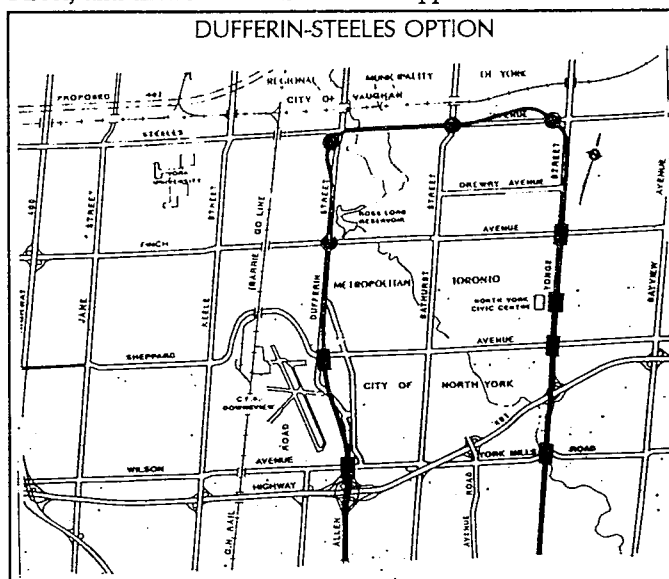 DUFFERIN-STEELES OPTION
PROPOSED 407
REGIONAL MUNICIPALITY OF YORK
CITY OF VAUGHAN
STEELES AVENUE
YORK
UNIVERSITY
STREET
STREET
STREET
STREET
STREET
AVENUE
DREWRY AVENUE
ROSS LORD
RESERVOIR
400
JANE
KEELE
(BARRIE GO LINE
FINCH AVENUE
DUFFERIN
METROPOLITAN TORONTO
BATHURST
YONGE
BAYVIEW
NORTH YORK
CIVIC CENTRE
HIGHWAY
SHEPPARD AVENUE
C.F.B.
DOWNSVIEW
CITY OF NORTH YORK
401
ROAD
WILSON AVENUE
YORK MILLS ROAD
HIGHWAY
C.N. RAIL
ALLEN
AVENUE ROAD